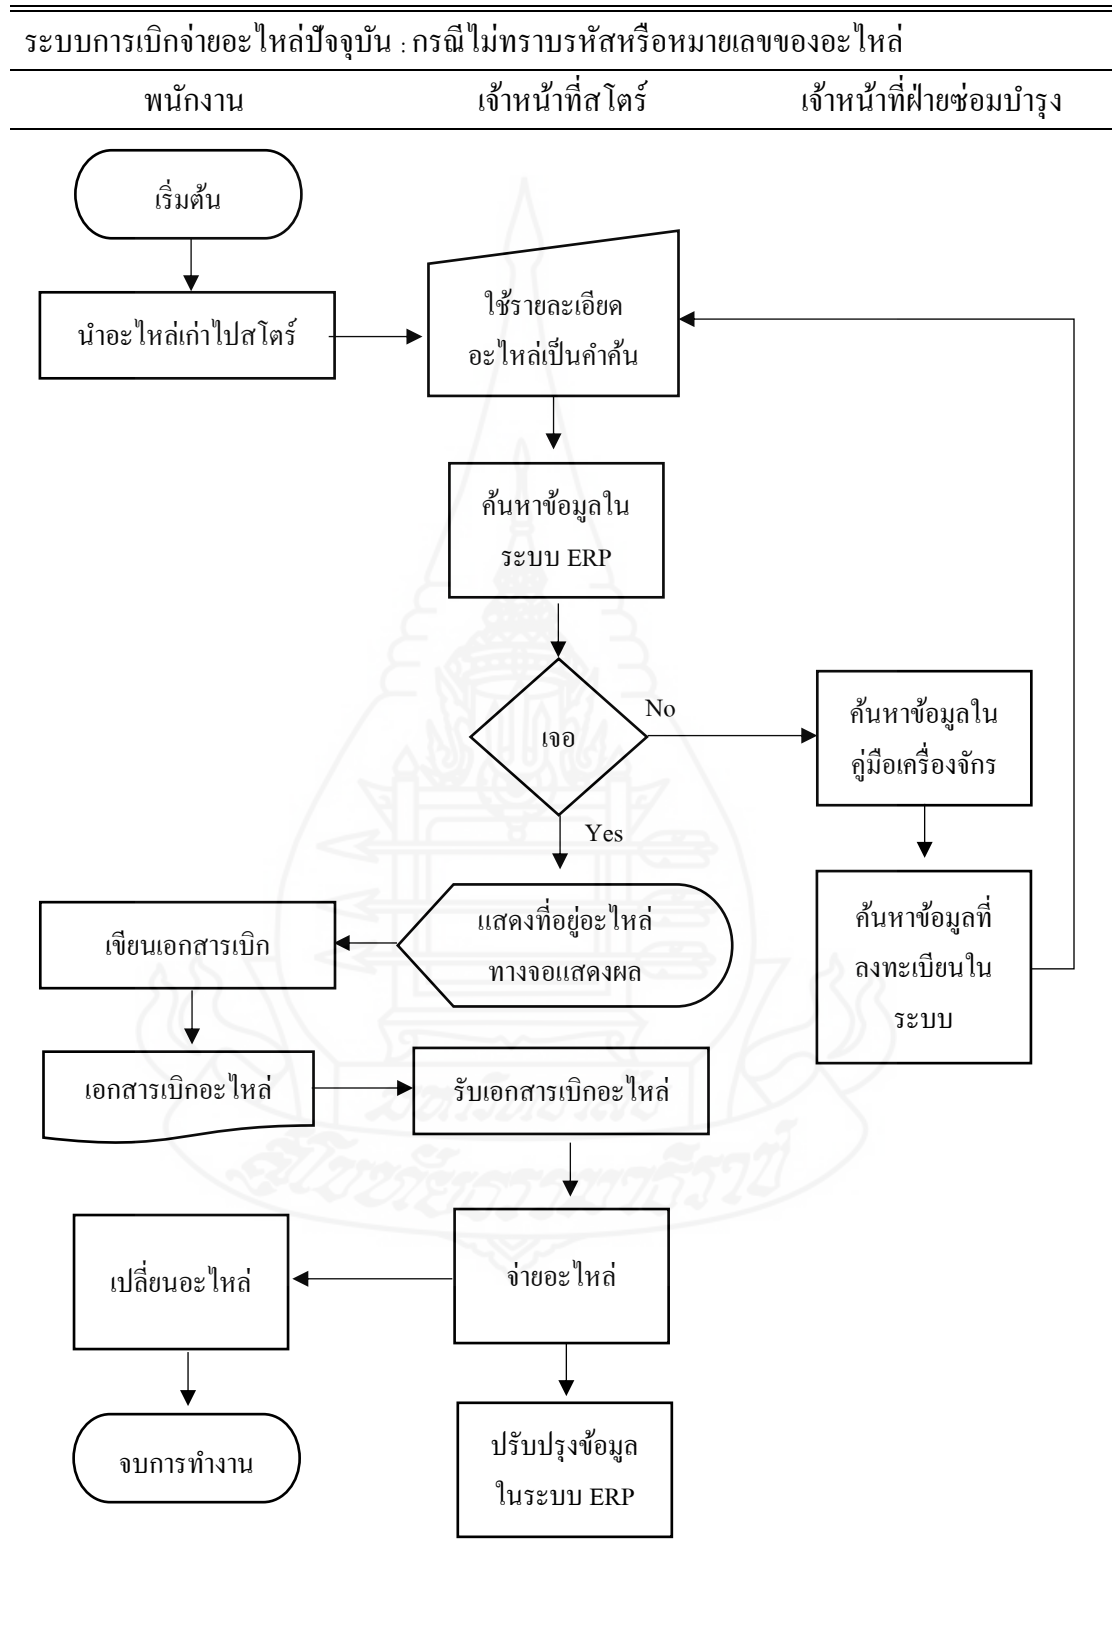 ระบบการเบิกจ่ายอะไหล่ปัจจุบัน : กรณีไม่ทราบรหัสหรือหมายเลขของอะไหล่
พนักงาน
เจ้าหน้าที่สโตร์
เจ้าหน้าที่ฝ่ายซ่อมบำรุง
เริ่มต้น
นำอะไหล่เก่าไปสโตร์
ใช้รายละเอียด
อะไหล่เป็นคำค้น
ค้นหาข้อมูลใน
ระบบ ERP
เจอ
No
Yes
ค้นหาข้อมูลใน
คู่มือเครื่องจักร
ค้นหาข้อมูลที่
ลงทะเบียนใน
ระบบ
แสดงที่อยู่อะไหล่
ทางจอแสดงผล
เขียนเอกสารเบิก
เอกสารเบิกอะไหล่
รับเอกสารเบิกอะไหล่
จ่ายอะไหล่
เปลี่ยนอะไหล่
จบการทำงาน
ปรับปรุงข้อมูล
ในระบบ ERP